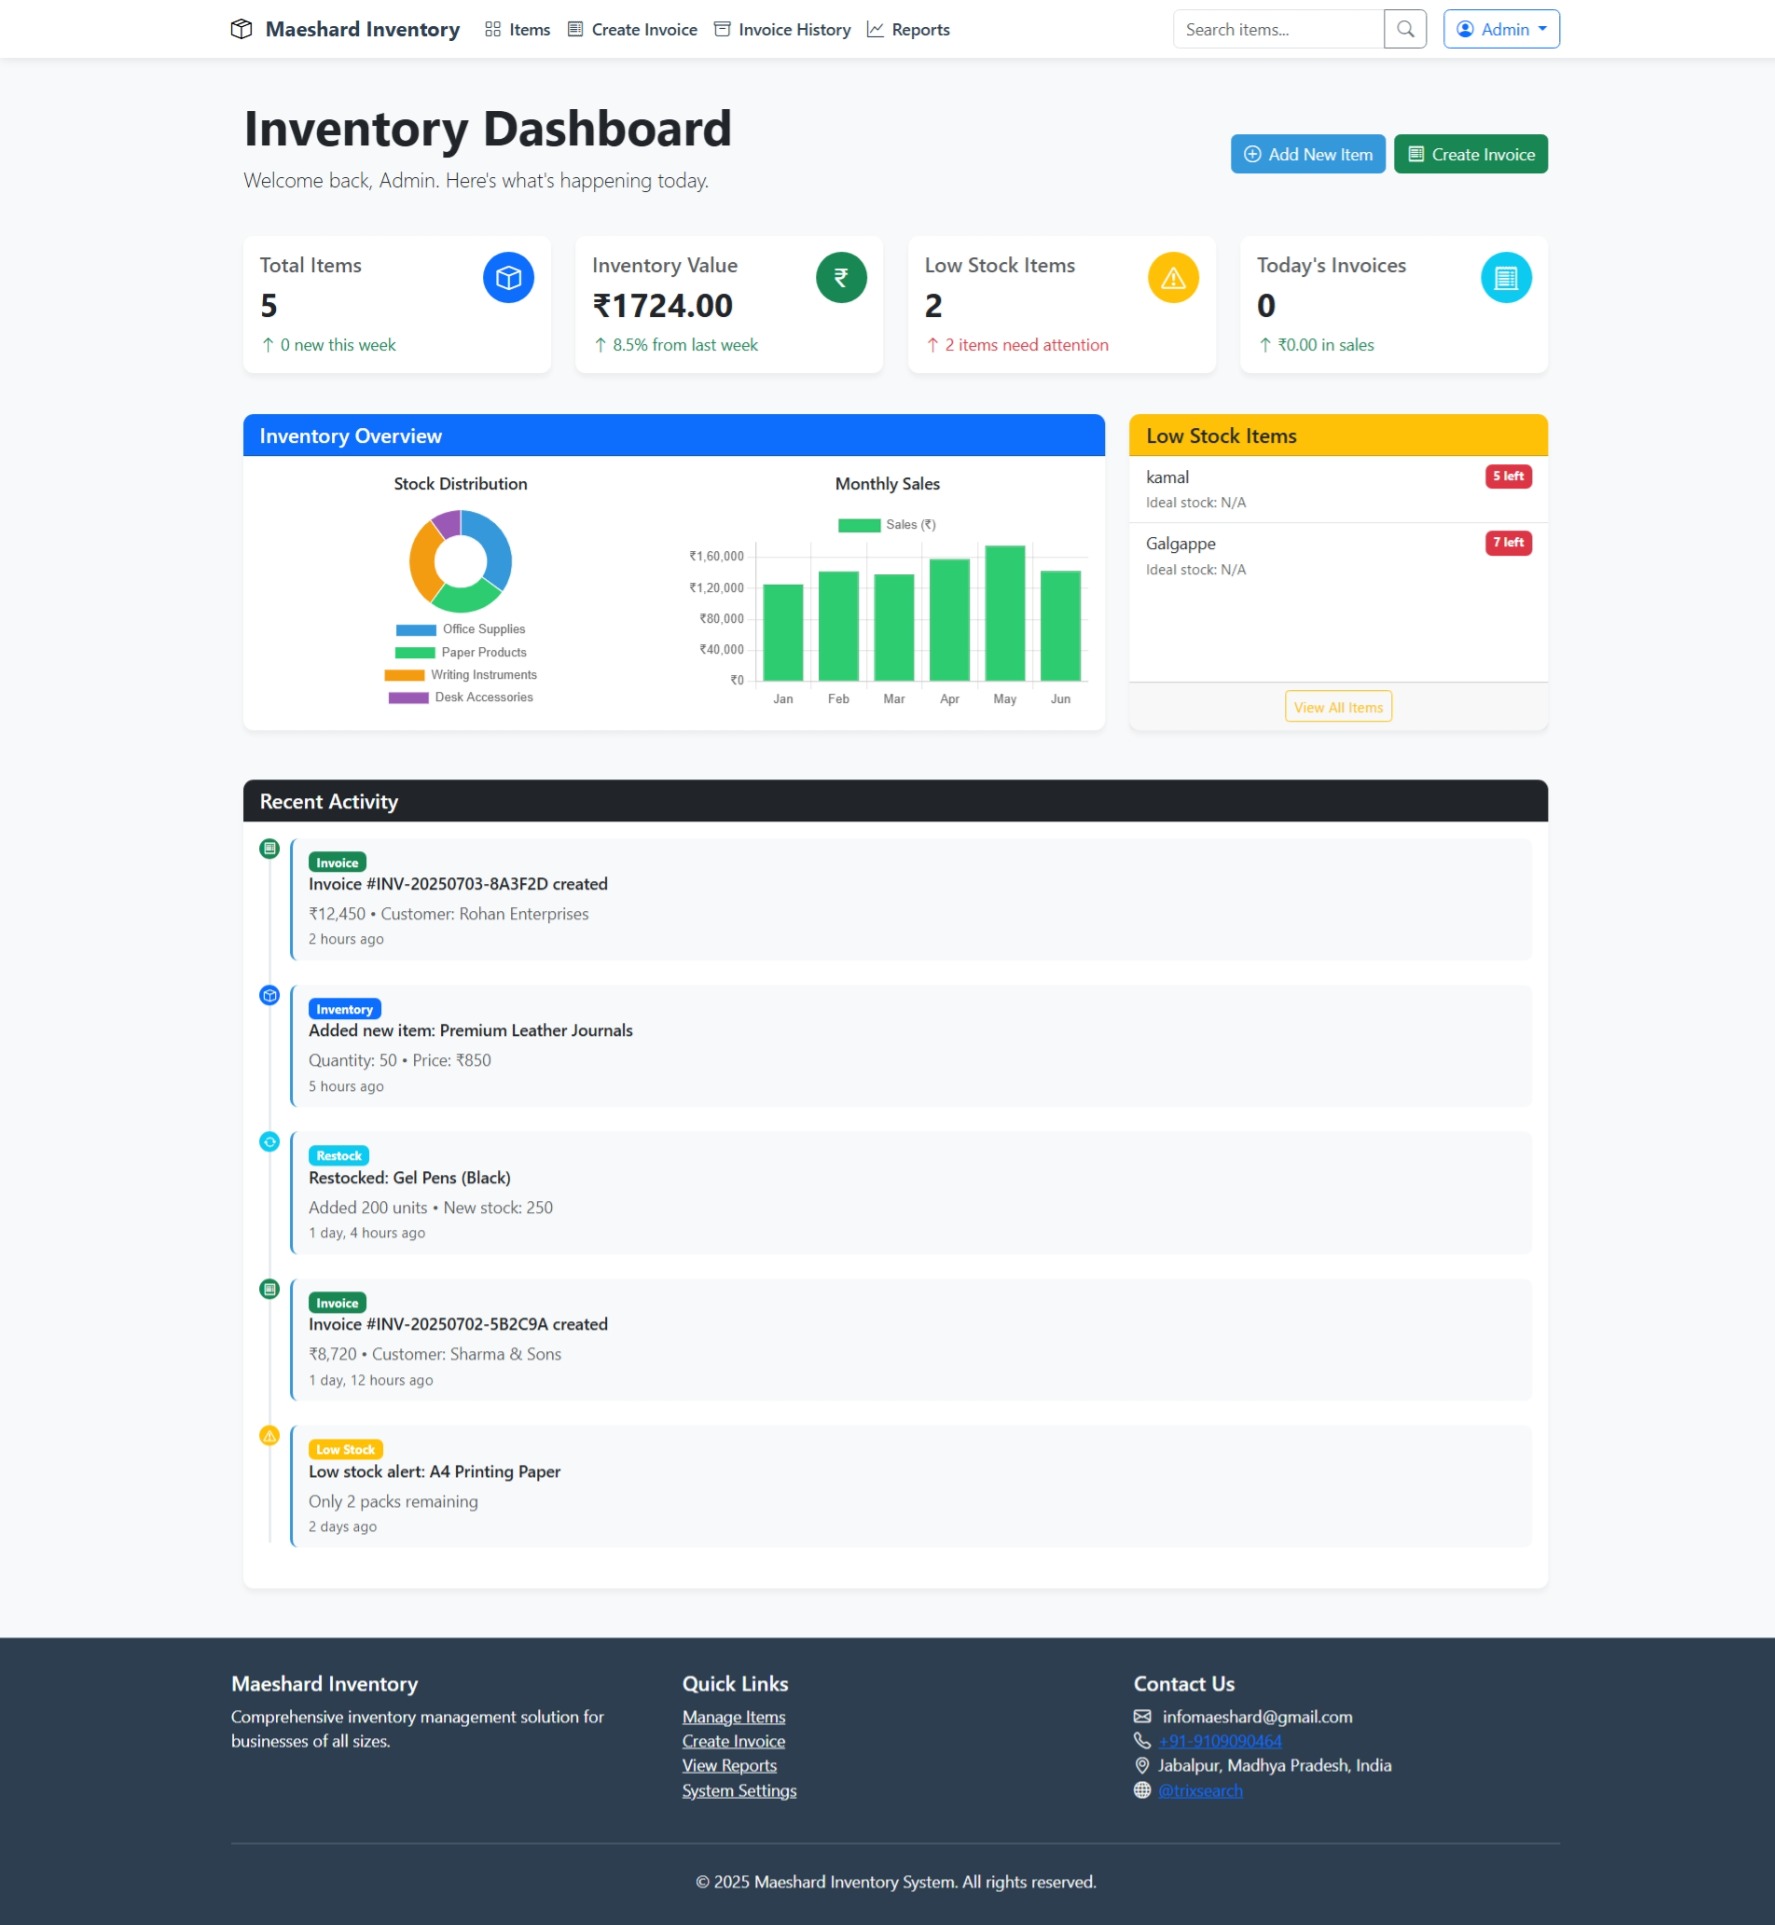 Maeshard Inventory Items Create Invoice Invoice History Reports Search items... Admin
Inventory Dashboard
Welcome back, Admin. Here's what's happening today.
Add New Item Create Invoice
Total Items
5
↑ 0 new this week
Inventory Value
₹1724.00
↑ 8.5% from last week
Low Stock Items
2
↑ 2 items need attention
Today's Invoices
0
↑ ₹0.00 in sales
Inventory Overview
Stock Distribution
Office Supplies
Paper Products
Writing Instruments
Desk Accessories
Monthly Sales
Sales (₹)
₹1,60,000
₹1,20,000
₹80,000
₹40,000
₹0
Jan Feb Mar Apr May Jun
Low Stock Items
kamal 5 left
Ideal stock: N/A
Galgappe 7 left
Ideal stock: N/A
View All Items
Recent Activity
Invoice
Invoice #INV-20250703-8A3F2D created
₹12,450 • Customer: Rohan Enterprises
2 hours ago
Inventory
Added new item: Premium Leather Journals
Quantity: 50 • Price: ₹850
5 hours ago
Restock
Restocked: Gel Pens (Black)
Added 200 units • New stock: 250
1 day, 4 hours ago
Invoice
Invoice #INV-20250702-5B2C9A created
₹8,720 • Customer: Sharma & Sons
1 day, 12 hours ago
Low Stock
Low stock alert: A4 Printing Paper
Only 2 packs remaining
2 days ago
Maeshard Inventory
Comprehensive inventory management solution for
businesses of all sizes.
Quick Links
Manage Items
Create Invoice
View Reports
System Settings
Contact Us
infomaeshard@gmail.com
+91-9109090464
Jabalpur, Madhya Pradesh, India
@trixsearch
© 2025 Maeshard Inventory System. All rights reserved.